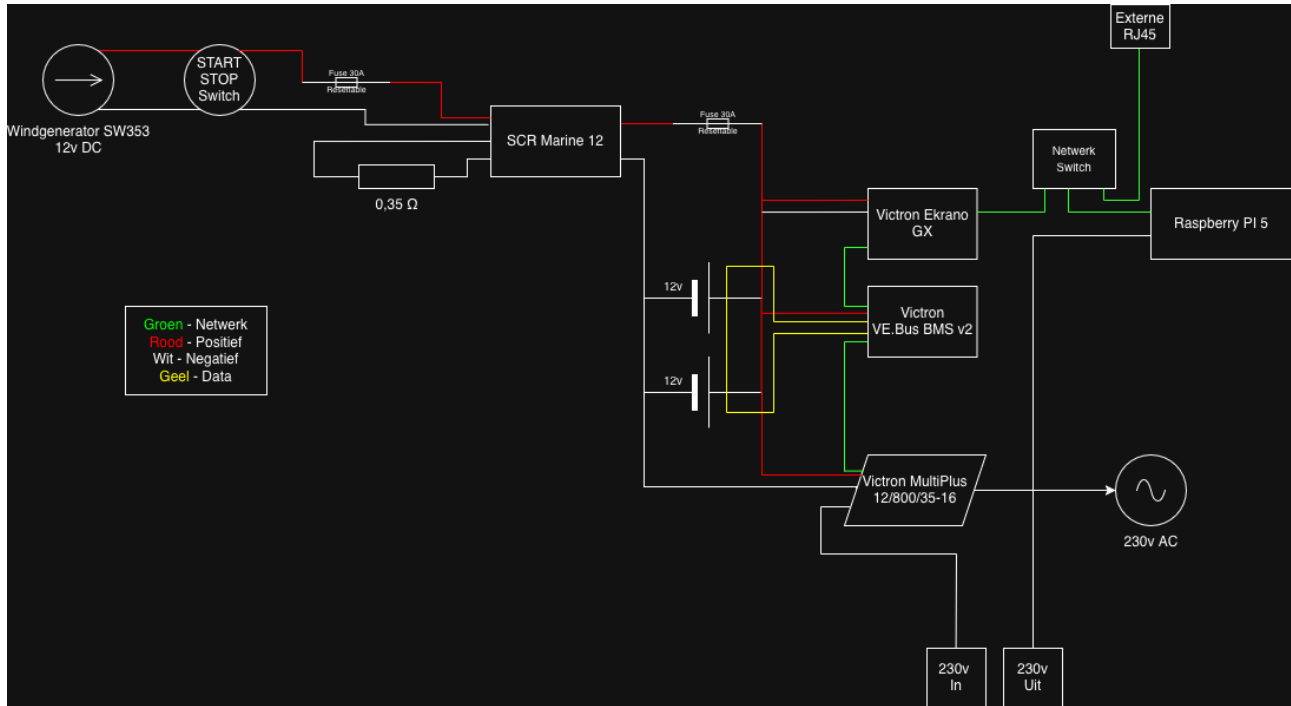 Externe
RJ45
START
STOP
Switch
Fuse 30A
Resettable
Windgenerator SW353
12v DC
SCR Marine 12
Fuse 30A
Resettable
Netwerk
Switch
0,35 Ω
Victron Ekrano
GX
Raspberry PI 5
12v
Victron
VE.Bus BMS v2
Groen - Netwerk
Rood - Positief
Wit - Negatief
Geel - Data
12v
Victron MultiPlus
12/800/35-16
230v AC
230v
In
230v
Uit